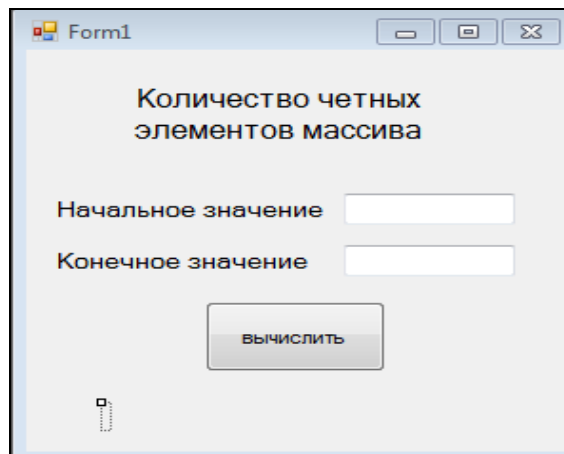 Form1
Количество четных
элементов массива
Начальное значение
Конечное значение
вычислить